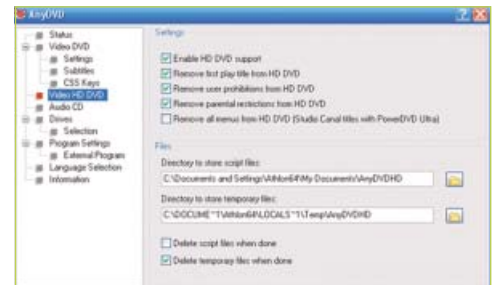 AnyDVD
Status
Video DVD
Settings
Subtitles
CSS Keys
Video HD DVD
Audio CD
Drives
Selection
Program Settings
External Program
Language Selection
Information
Settings
Enable HD DVD support
Remove first play title from HD DVD
Remove user prohibitions from HD DVD
Remove parental restrictions from HD DVD
Remove all menus from HD DVD (Studio Canal titles with PowerDVD Ultra)
Files
Directory to store script files:
C:\Documents and Settings\Athlon64\My Documents\AnyDVDHD
Directory to store temporary files:
C:\DOCUME~1\Athlon64\LOCALS~1\Temp\AnyDVDHD
Delete script files when done
Delete temporary files when done